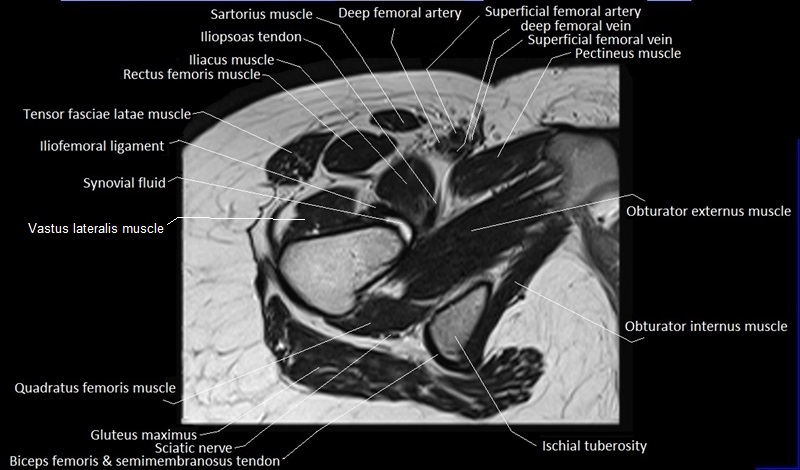 Sartorius muscle
Deep femoral artery
Superficial femoral artery
deep femoral vein
Iliopsoas tendon
Superficial femoral vein
Pectineus muscle
Iliacus muscle
Rectus femoris muscle
Tensor fasciae latae muscle
Iliofemoral ligament
Synovial fluid
Obturator externus muscle
Vastus lateralis muscle
Obturator internus muscle
Quadratus femoris muscle
Gluteus maximus
Sciatic nerve
Ischial tuberosity
Biceps femoris & semimembranosus tendon